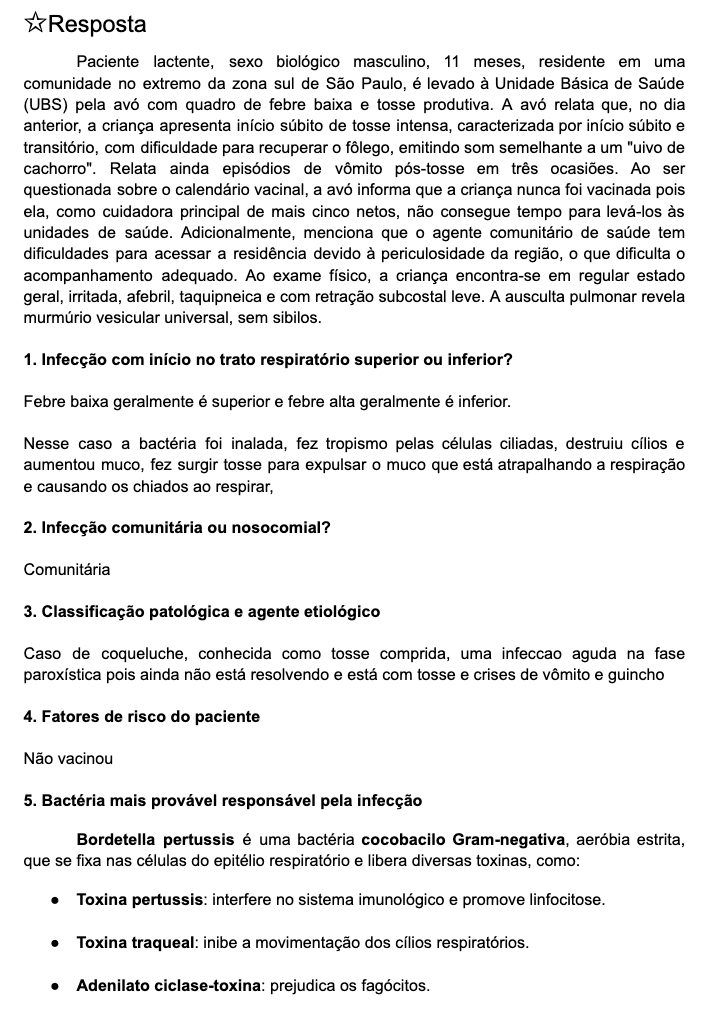 ☆Resposta
Paciente lactente, sexo biológico masculino, 11 meses, residente em uma
comunidade no extremo da zona sul de São Paulo, é levado à Unidade Básica de Saúde
(UBS) pela avó com quadro de febre baixa e tosse produtiva. A avó relata que, no dia
anterior, a criança apresenta início súbito de tosse intensa, caracterizada por início súbito e
transitório, com dificuldade para recuperar o fôlego, emitindo som semelhante a um "uivo de
cachorro". Relata ainda episódios de vômito pós-tosse em três ocasiões. Ao ser
questionada sobre o calendário vacinal, a avó informa que a criança nunca foi vacinada pois
ela, como cuidadora principal de mais cinco netos, não consegue tempo para levá-los às
unidades de saúde. Adicionalmente, menciona que o agente comunitário de saúde tem
dificuldades para acessar a residência devido à periculosidade da região, o que dificulta o
acompanhamento adequado. Ao exame físico, a criança encontra-se em regular estado
geral, irritada, afebril, taquipneica e com retração subcostal leve. A ausculta pulmonar revela
murmúrio vesicular universal, sem sibilos.
1. Infecção com início no trato respiratório superior ou inferior?
Febre baixa geralmente é superior e febre alta geralmente é inferior.
Nesse caso a bactéria foi inalada, fez tropismo pelas células ciliadas, destruiu cílios e
aumentou muco, fez surgir tosse para expulsar o muco que está atrapalhando a respiração
e causando os chiados ao respirar,
2. Infecção comunitária ou nosocomial?
Comunitária
3. Classificação patológica e agente etiológico
Caso de coqueluche, conhecida como tosse comprida, uma infeccao aguda na fase
paroxística pois ainda não está resolvendo e está com tosse e crises de vômito e guincho
4. Fatores de risco do paciente
Não vacinou
5. Bactéria mais provável responsável pela infecção
Bordetella pertussis é uma bactéria cocobacilo Gram-negativa, aeróbia estrita,
que se fixa nas células do epitélio respiratório e libera diversas toxinas, como:
● Toxina pertussis: interfere no sistema imunológico e promove linfocitose.
● Toxina traqueal: inibe a movimentação dos cílios respiratórios.
● Adenilato ciclase-toxina: prejudica os fagócitos.